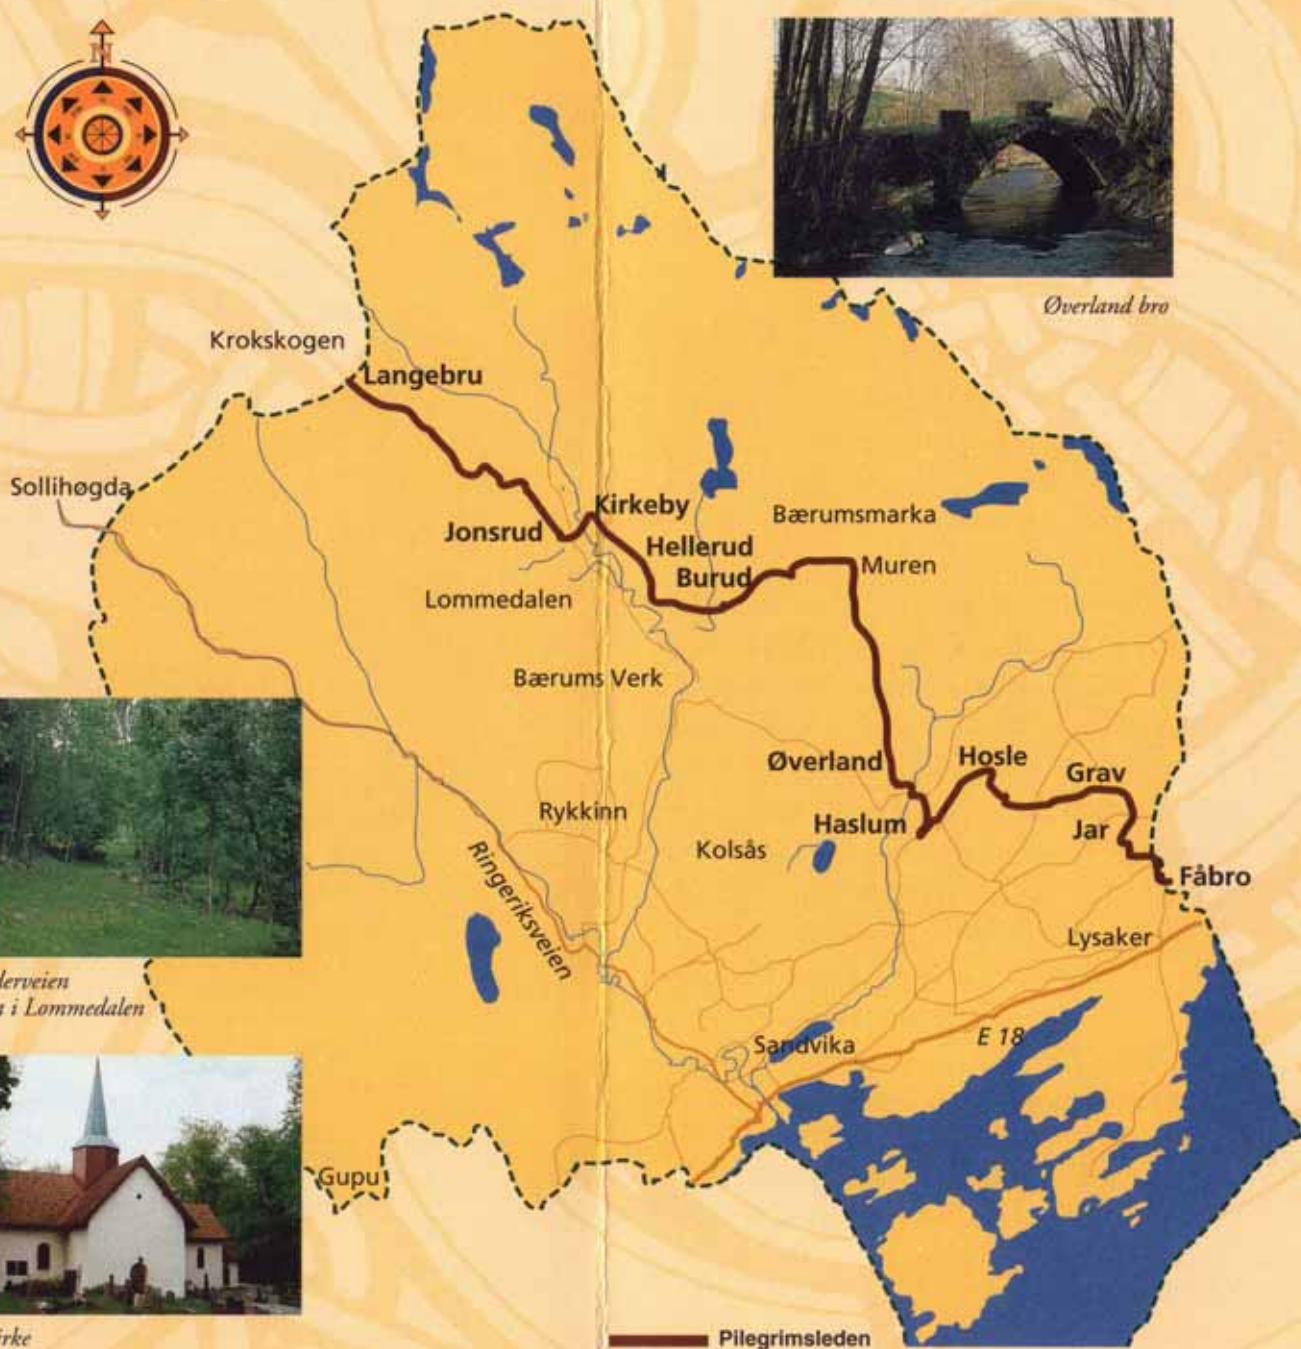 N
Øverland bro
Krokskogen
Langebru
Sollihøgda
Kirkeby
Jonsrud
Bærumsmarka
Hellerud
Burud
Muren
Lommedalen
Bærums Verk
Øverland
Hosle
Grav
Rykkinn
Haslum
Jar
Kolsås
Fåbro
Ringeriksveien
Lysaker
i Lommedalen
Sandvika
E 18
Gupu
Pilegrimsleden